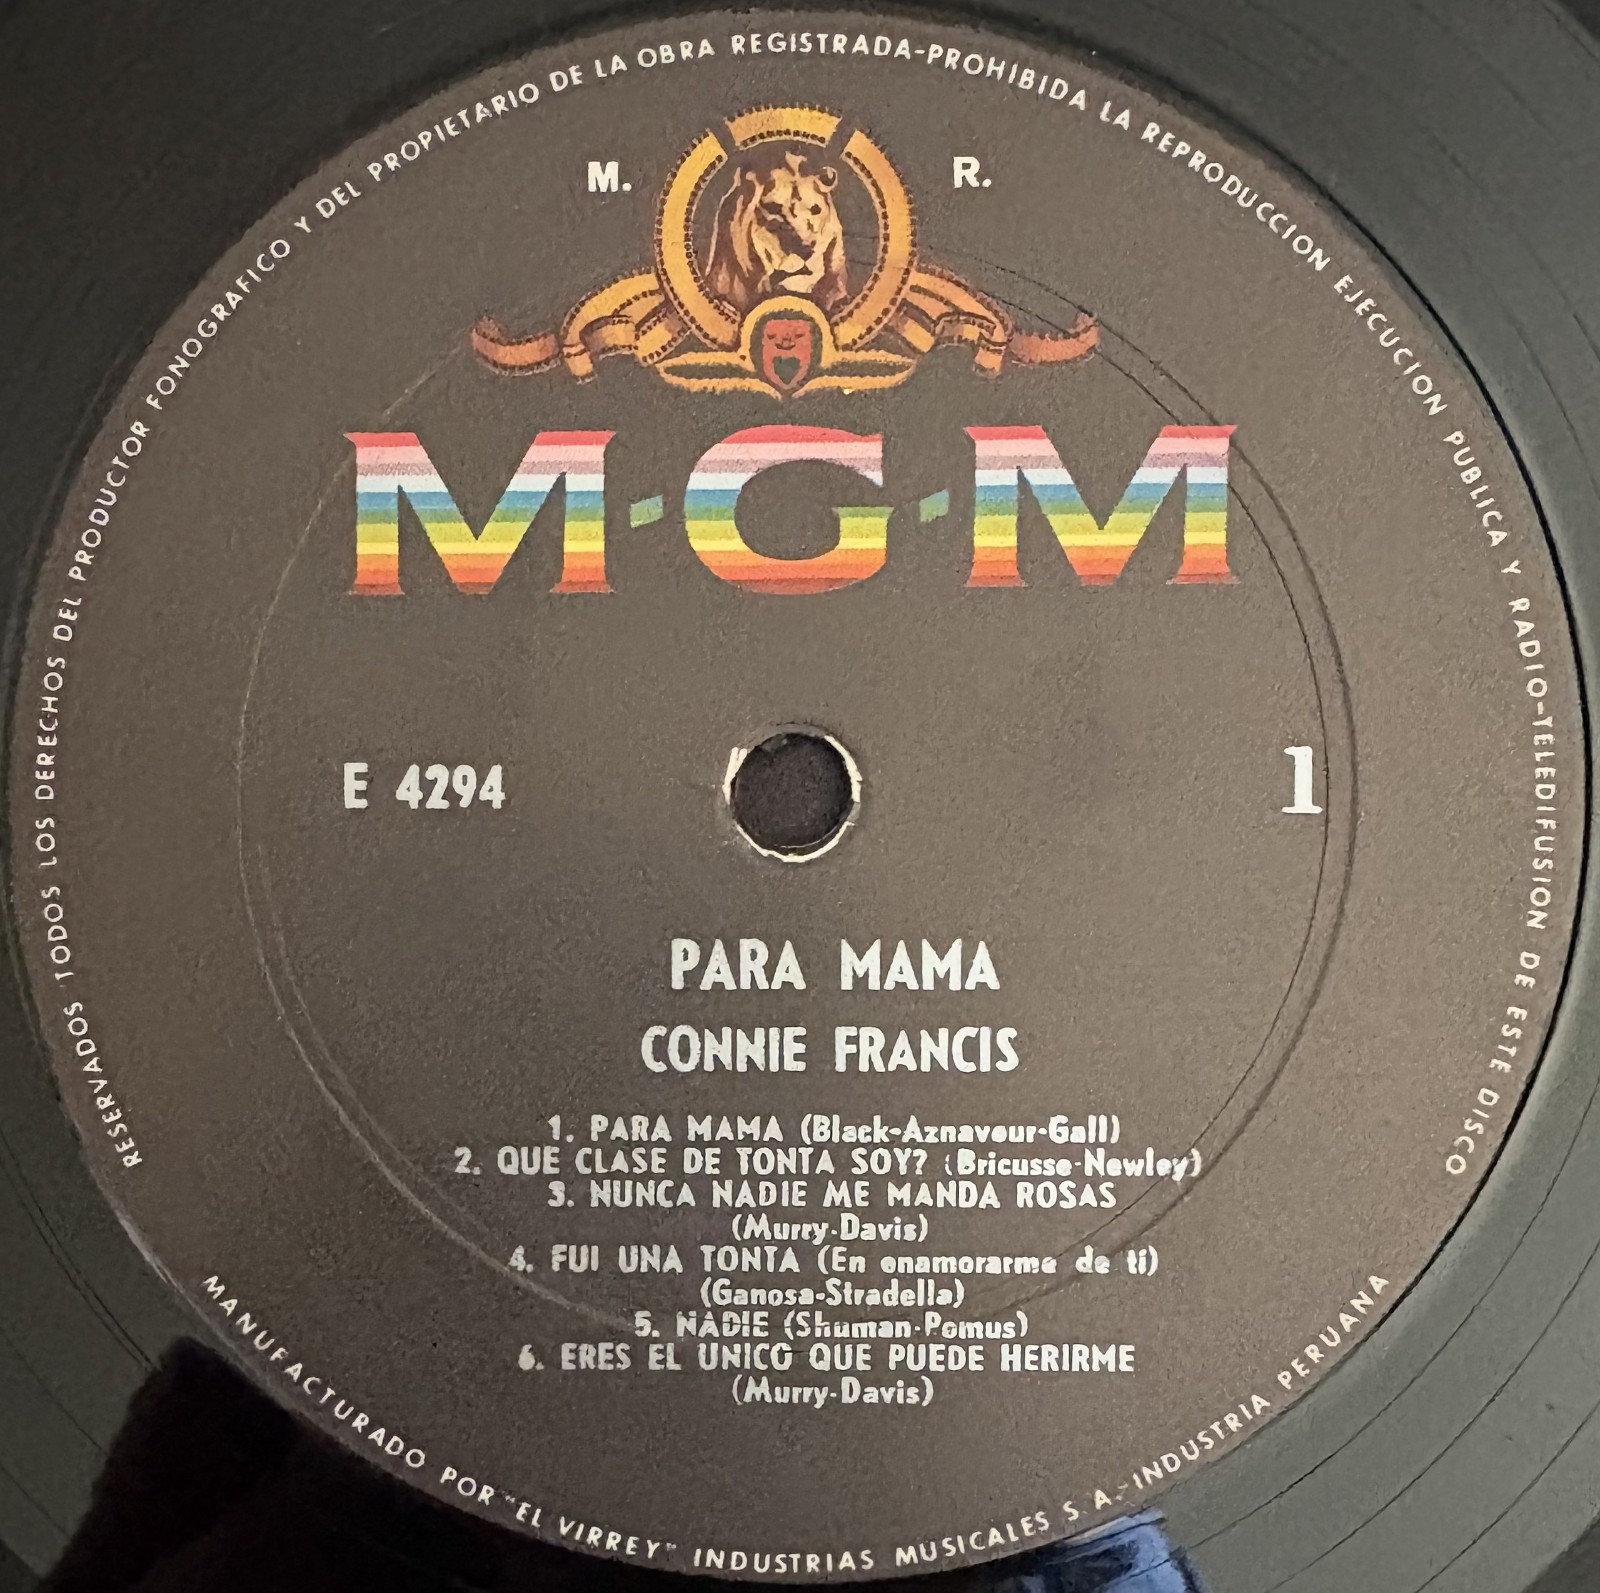 RESERVADOS TODOS LOS DERECHOS DEL PRODUCTOR FONOGRAFICO Y DEL PROPIETARIO DE LA OBRA REGISTRADA-PROHIBIDA LA REPRODUCCION EJECUCION PUBLICA Y RADIO-TELEDIFUSION DE ESTE DISCO
M. R.
M·G·M
E 4294
1
PARA MAMA
CONNIE FRANCIS
1. PARA MAMA (Black-Aznavour-Gall)
2. QUE CLASE DE TONTA SOY? (Bricusse-Newley)
3. NUNCA NADIE ME MANDA ROSAS
(Murry-Davis)
4. FUI UNA TONTA (En enamorarme de ti)
(Ganosa-Stradella)
5. NADIE (Shuman-Pomus)
6. ERES EL UNICO QUE PUEDE HERIRME
(Murry-Davis)
MANUFACTURADO POR "EL VIRREY" INDUSTRIAS MUSICALES S.A.-INDUSTRIA PERUANA